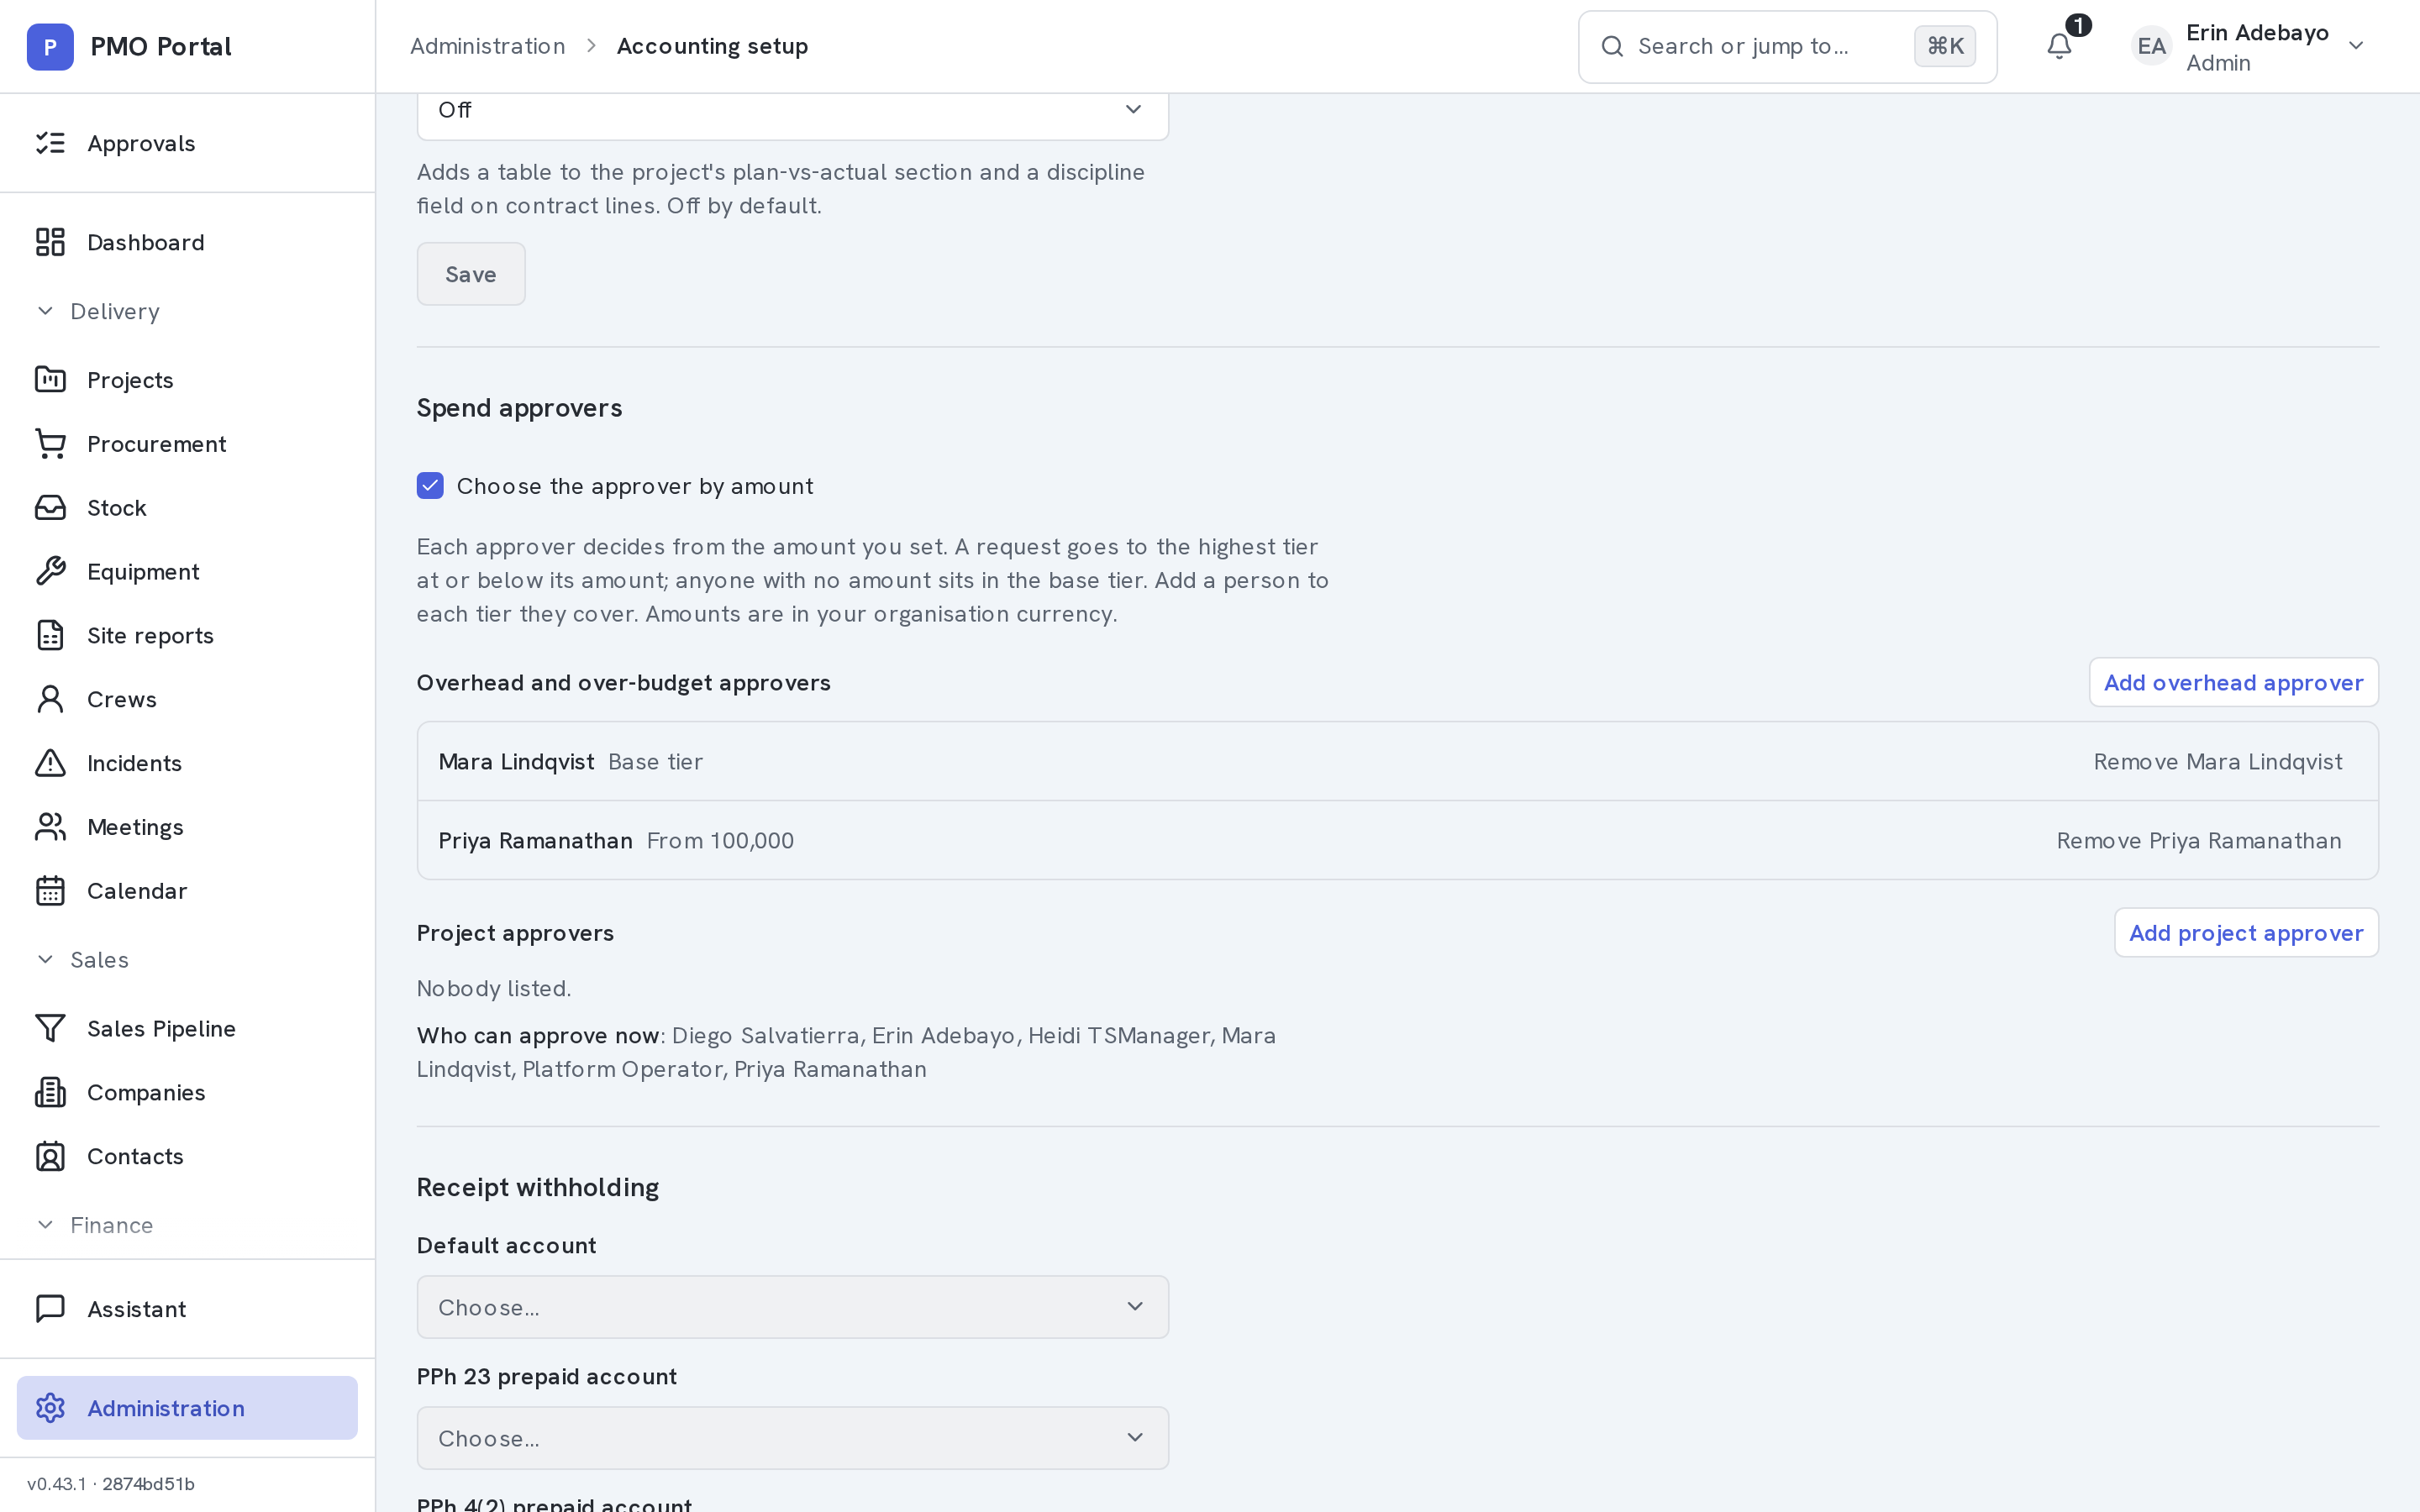 P PMO Portal
Administration > Accounting setup
Search or jump to... ⌘K
1
EA Erin Adebayo
Admin
Approvals
Dashboard
Delivery
Projects
Procurement
Stock
Equipment
Site reports
Crews
Incidents
Meetings
Calendar
Sales
Sales Pipeline
Companies
Contacts
Finance
Assistant
Administration
v0.43.1 · 2874bd51b
Off
Adds a table to the project's plan-vs-actual section and a discipline
field on contract lines. Off by default.
Save
Spend approvers
Choose the approver by amount
Each approver decides from the amount you set. A request goes to the highest tier
at or below its amount; anyone with no amount sits in the base tier. Add a person to
each tier they cover. Amounts are in your organisation currency.
Overhead and over-budget approvers Add overhead approver
Mara Lindqvist Base tier Remove Mara Lindqvist
Priya Ramanathan From 100,000 Remove Priya Ramanathan
Project approvers Add project approver
Nobody listed.
Who can approve now: Diego Salvatierra, Erin Adebayo, Heidi TSManager, Mara
Lindqvist, Platform Operator, Priya Ramanathan
Receipt withholding
Default account
Choose...
PPh 23 prepaid account
Choose...
PPh 4(2) prepaid account